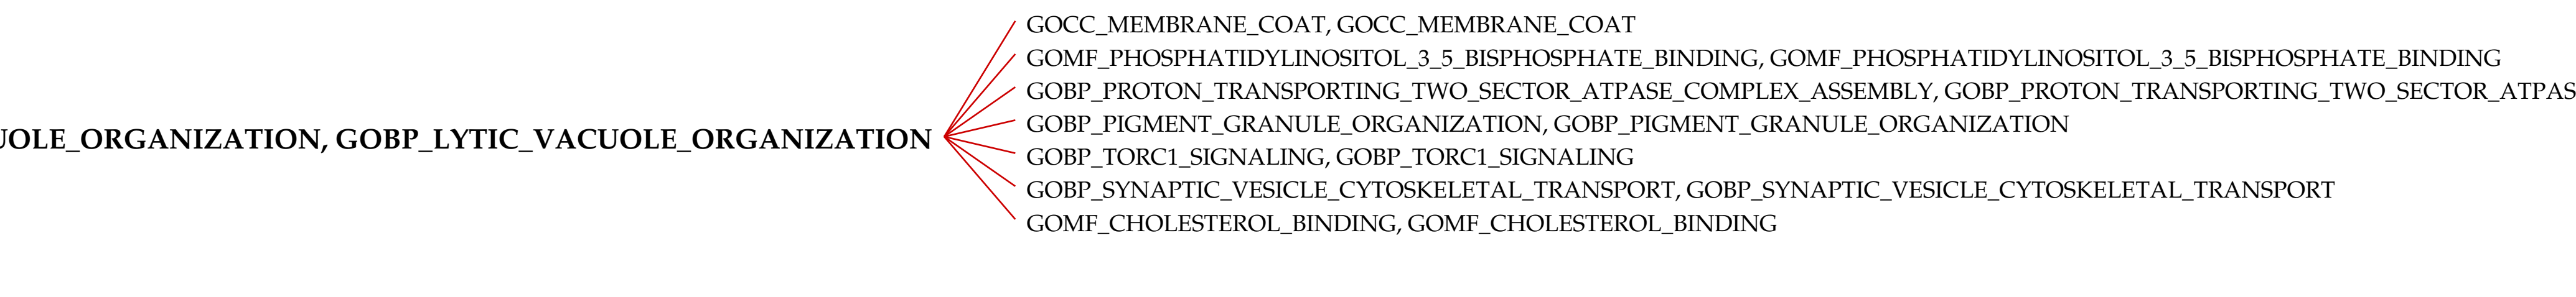 GOCC_MEMBRANE_COAT, GOCC_MEMBRANE_COAT
GOMF_PHOSPHATIDYLINOSITOL_3_5_BISPHOSPHATE_BINDING, GOMF_PHOSPHATIDYLINOSITOL_3_5_BISPHOSPHATE_BINDING
GOBP_PROTON_TRANSPORTING_TWO_SECTOR_ATPASE_COMPLEX_ASSEMBLY, GOBP_PROTON_TRANSPORTING_TWO_SECTOR_ATPAS
GOBP_PIGMENT_GRANULE_ORGANIZATION, GOBP_PIGMENT_GRANULE_ORGANIZATION
UOLE_ORGANIZATION, GOBP_LYTIC_VACUOLE_ORGANIZATION
GOBP_TORC1_SIGNALING, GOBP_TORC1_SIGNALING
GOBP_SYNAPTIC_VESICLE_CYTOSKELETAL_TRANSPORT, GOBP_SYNAPTIC_VESICLE_CYTOSKELETAL_TRANSPORT
GOMF_CHOLESTEROL_BINDING, GOMF_CHOLESTEROL_BINDING